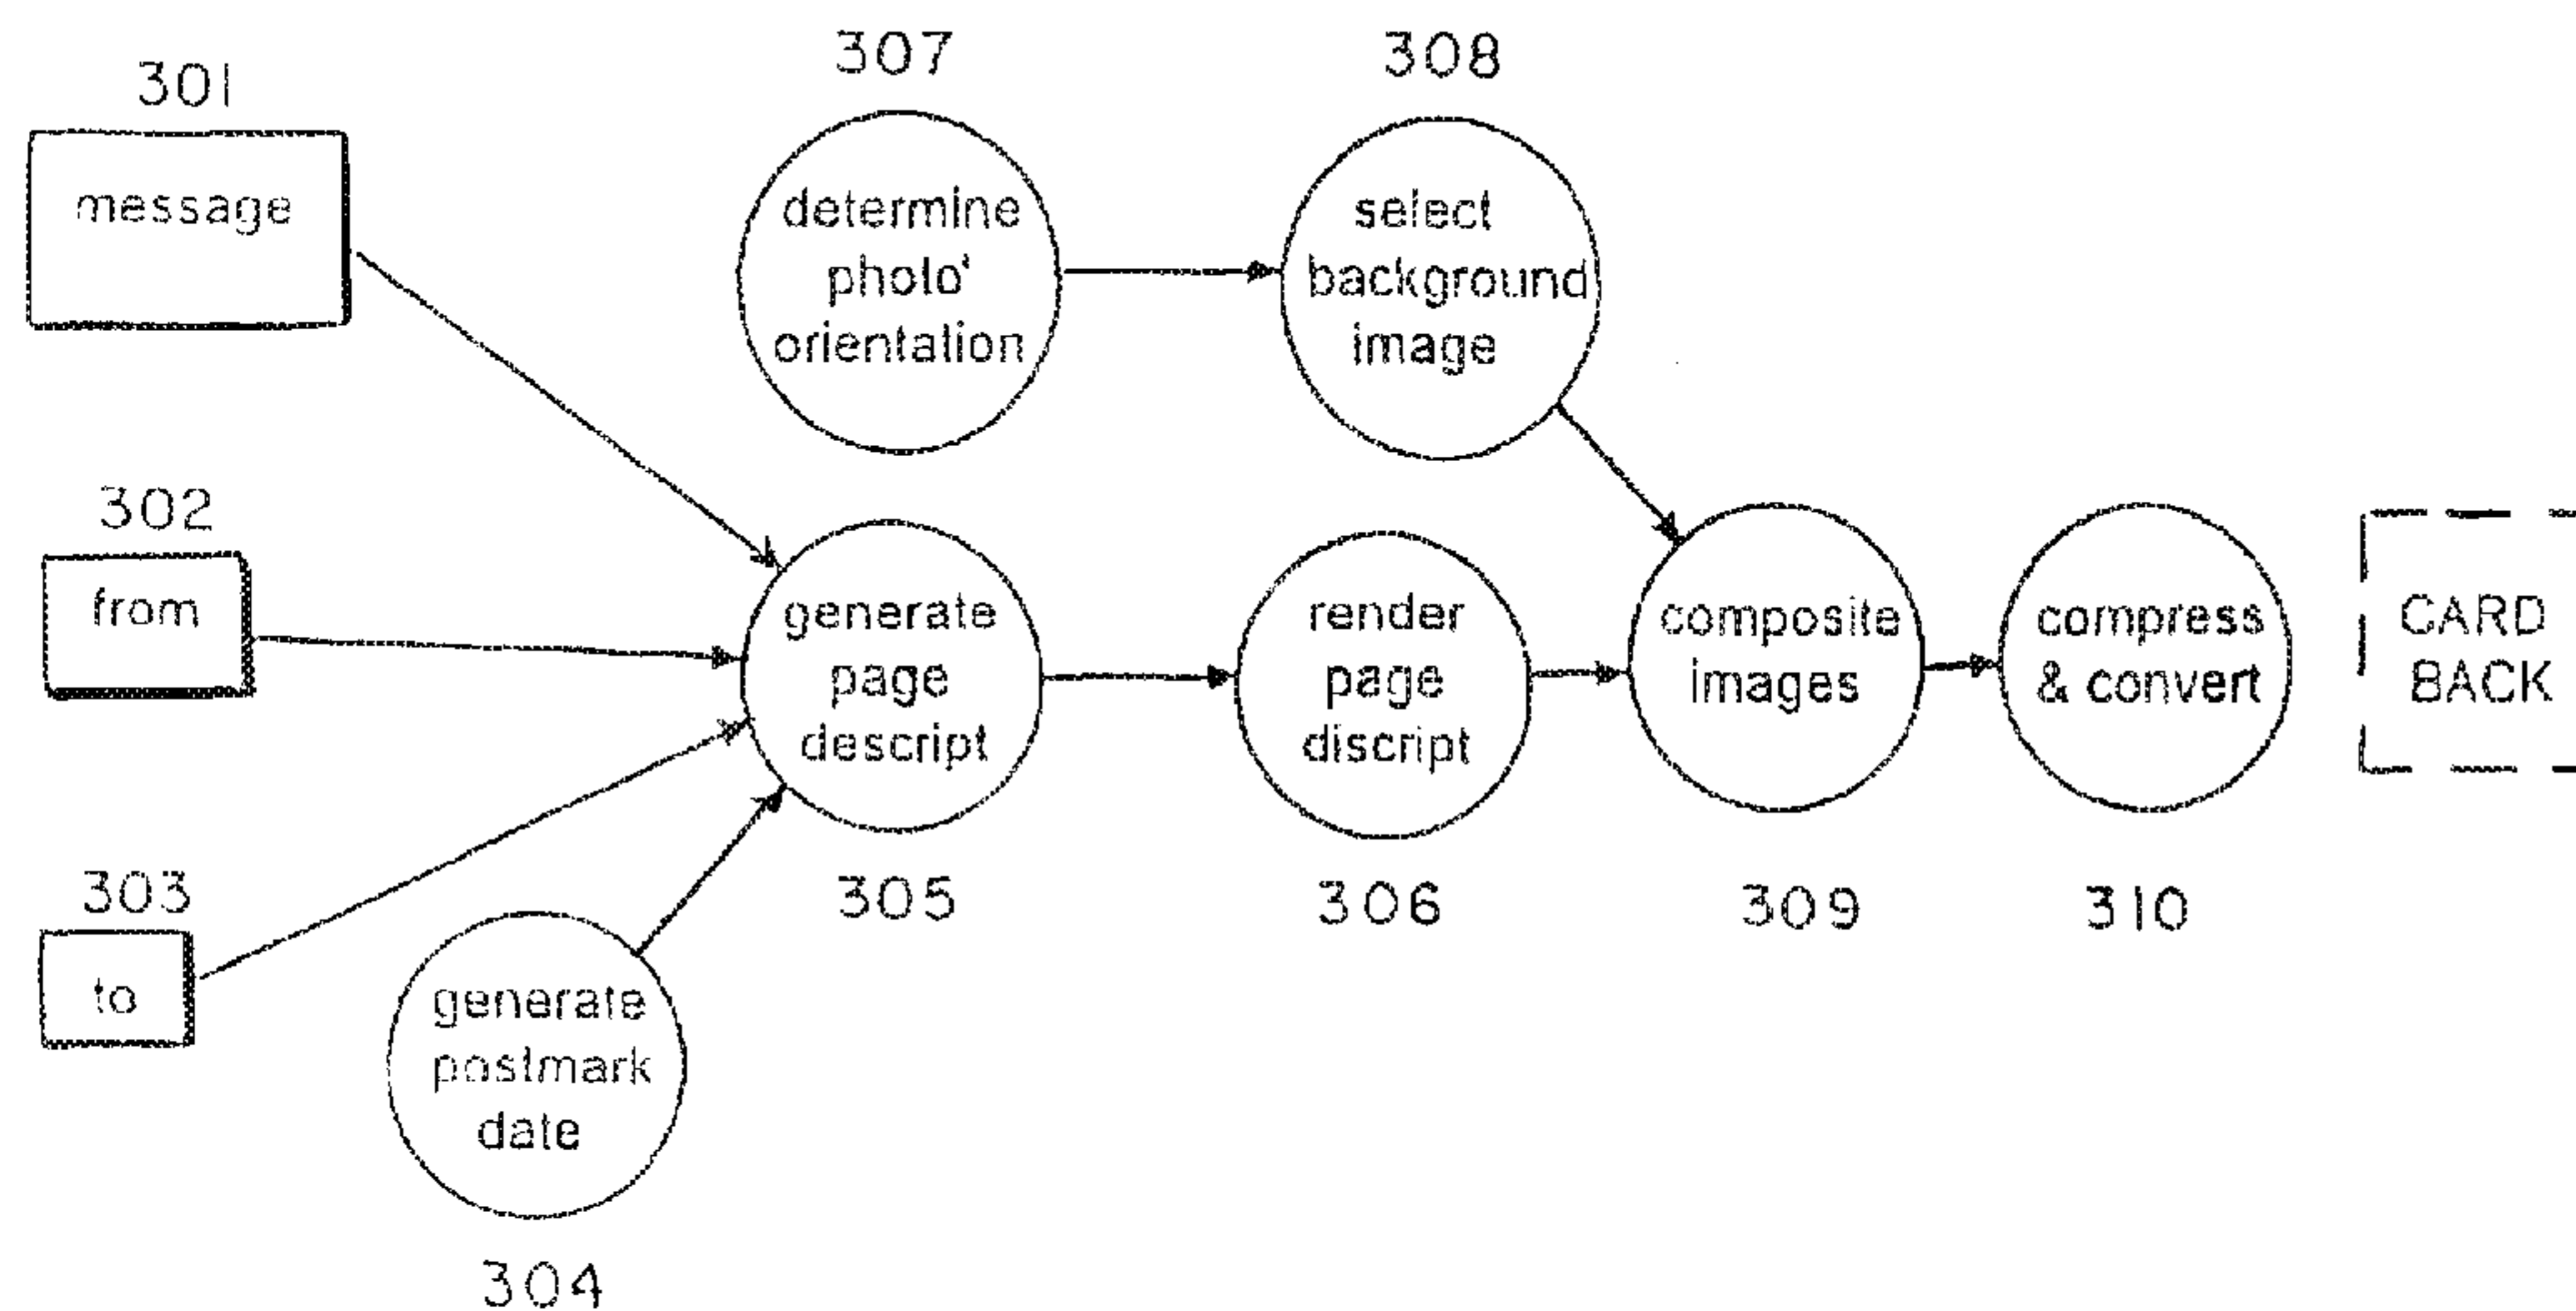 301
message
302
from
303
to
generate
postmark
date
304
307
determine
photo'
orientation
308
select
background
image
generate
page
descript
305
render
page
discript
306
composite
images
309
compress
& convert
310
CARD
BACK